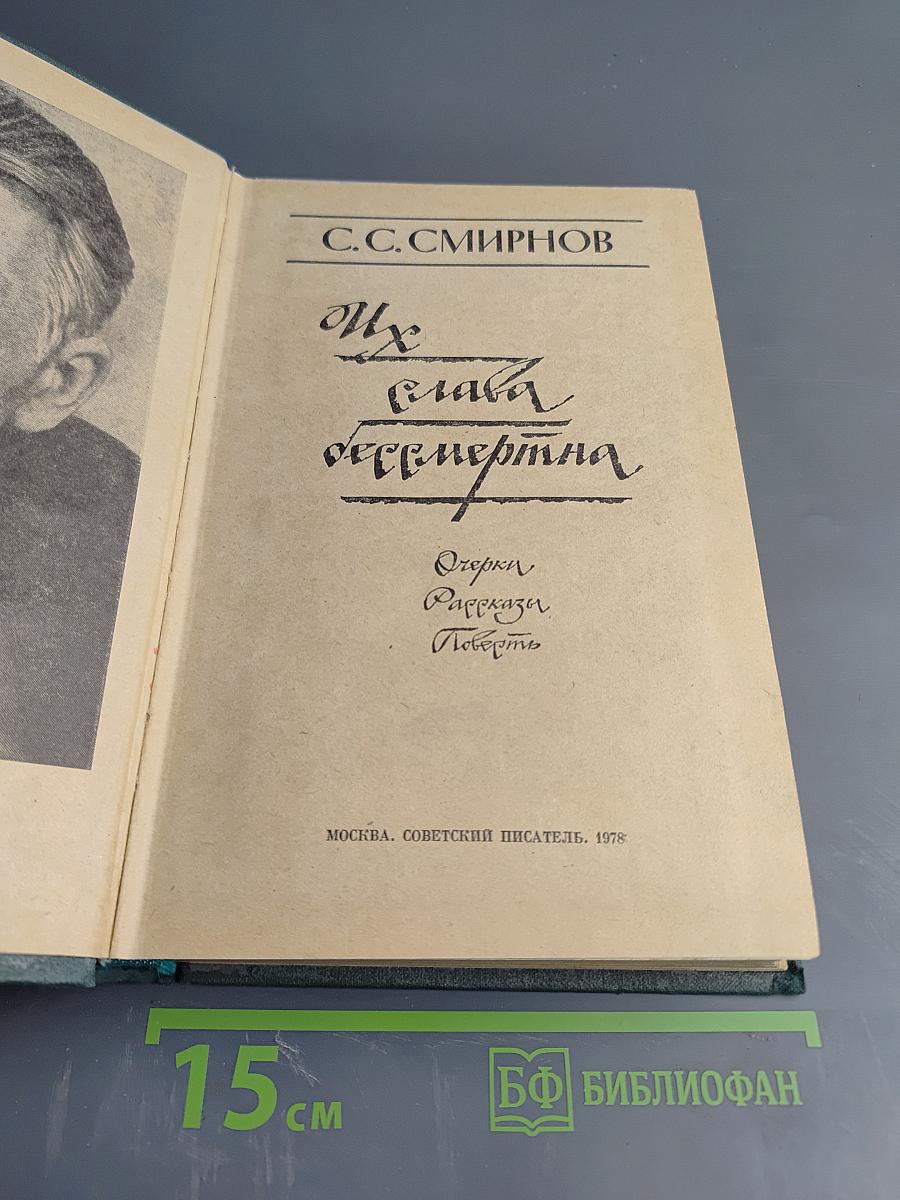 С. С. СМИРНОВ
Их
слава
бессмертна
Очерки
Рассказы
Повесть
МОСКВА. СОВЕТСКИЙ ПИСАТЕЛЬ. 1978
15 см
БФ БИБЛИОФАН